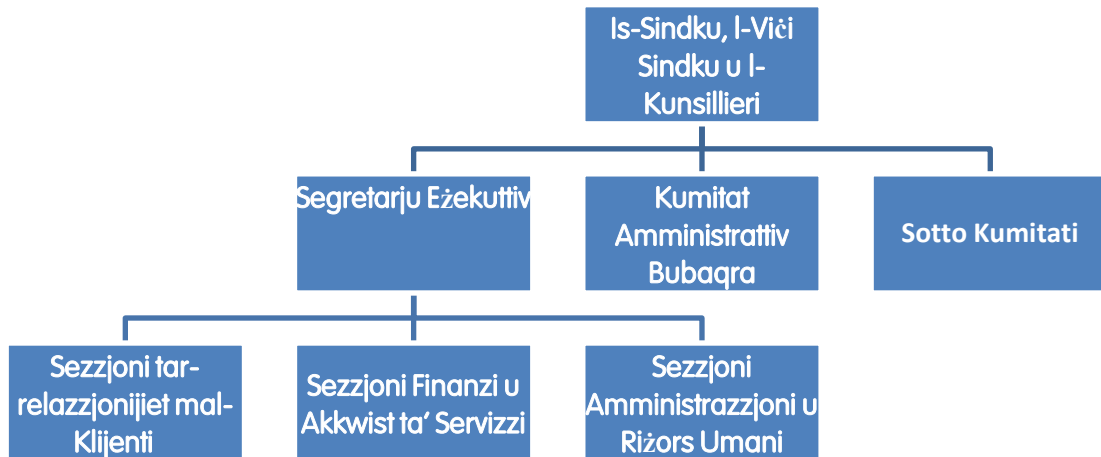 Is-Sindku, l-Viċi
Sindku u l-
Kunsillieri
Segretarju Eżekuttiv
Kumitat
Amministrattiv
Bubaqra
Sotto Kumitati
Sezzjoni tar-
relazzjonijiet mal-
Klijenti
Sezzjoni Finanzi u
Akkwist ta’ Servizzi
Sezzjoni
Amministrazzjoni u
Riżors Umani